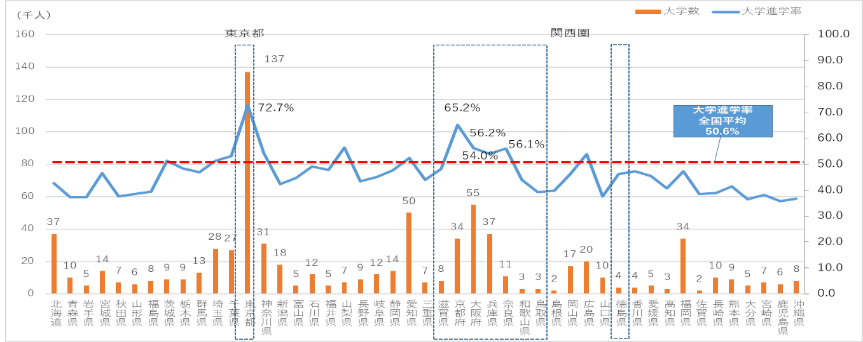 （千人）
大学数
大学進学率
東京都
関西圏
160
140
120
100
80
60
40
20
0
100.0
90.0
80.0
70.0
60.0
50.0
40.0
30.0
20.0
10.0
0.0
137
72.7%
65.2%
56.2%
54.0%
56.1%
大学進学率
全国平均
50.6%
37
10
5
14
7
6
8
9
9
13
28
27
31
18
5
12
5
7
9
12
14
50
7
8
34
55
37
11
3
3
2
17
20
10
4
4
5
3
34
2
10
9
5
7
6
8
北海道
青森県
岩手県
宮城県
秋田県
山形県
福島県
茨城県
栃木県
群馬県
埼玉県
千葉県
東京都
神奈川県
新潟県
富山県
石川県
福井県
山梨県
長野県
岐阜県
静岡県
愛知県
三重県
滋賀県
京都府
大阪府
兵庫県
奈良県
和歌山県
鳥取県
島根県
岡山県
広島県
山口県
徳島県
香川県
愛媛県
高知県
福岡県
佐賀県
長崎県
熊本県
大分県
宮崎県
鹿児島県
沖縄県